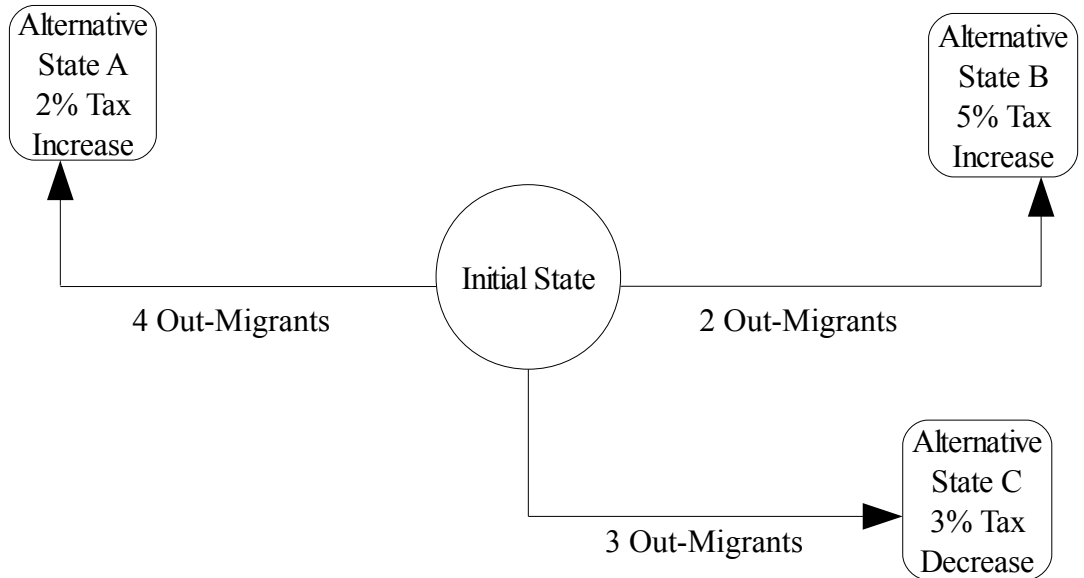 Alternative
State A
2% Tax
Increase
Alternative
State B
5% Tax
Increase
Initial State
4 Out-Migrants
2 Out-Migrants
3 Out-Migrants
Alternative
State C
3% Tax
Decrease